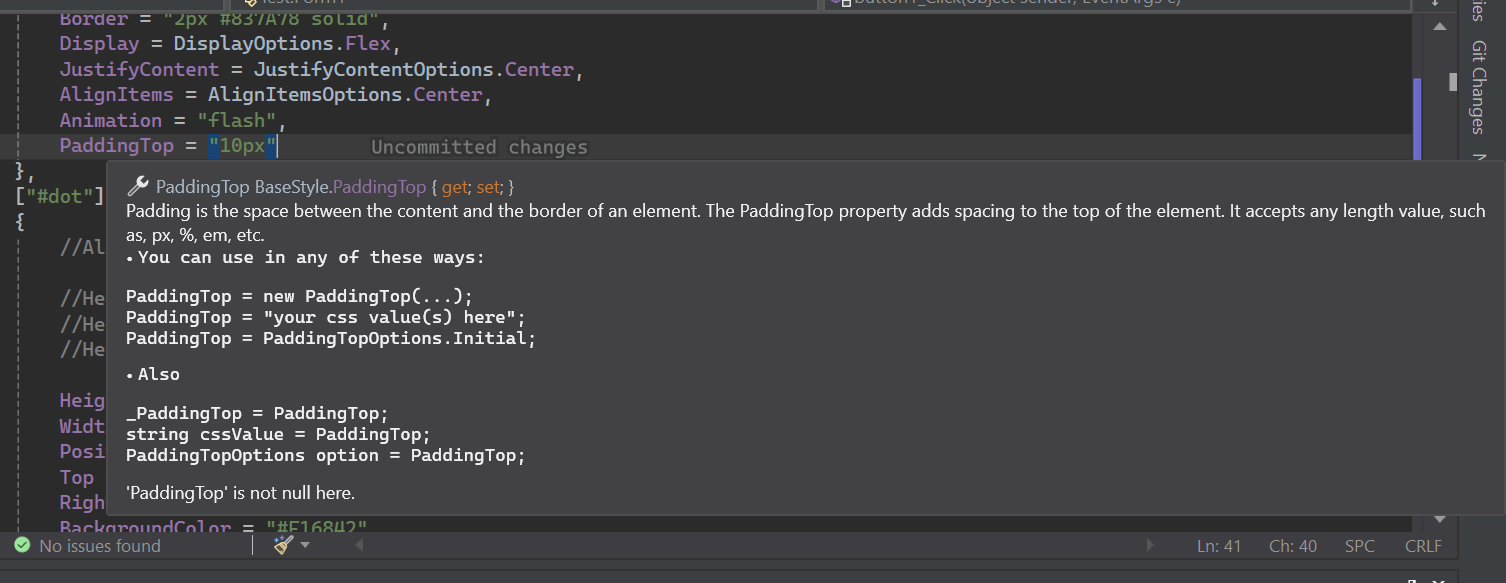 Test.Form1
button1_Click(object sender, EventArgs e)
Border = "2px #837A78 solid",
Display = DisplayOptions.Flex,
JustifyContent = JustifyContentOptions.Center,
AlignItems = AlignItemsOptions.Center,
Animation = "flash",
PaddingTop = "10px" Uncommitted changes
},
["#dot"]
{
//Al
//He
//He
//He
Heig
Widt
Posi
Top
Righ
BackgroundColor = "#F16842"
PaddingTop BaseStyle.PaddingTop { get; set; }
Padding is the space between the content and the border of an element. The PaddingTop property adds spacing to the top of the element. It accepts any length value, such
as, px, %, em, etc.
• You can use in any of these ways:
PaddingTop = new PaddingTop(...);
PaddingTop = "your css value(s) here";
PaddingTop = PaddingTopOptions.Initial;
• Also
_PaddingTop = PaddingTop;
string cssValue = PaddingTop;
PaddingTopOptions option = PaddingTop;
'PaddingTop' is not null here.
No issues found
Ln: 41 Ch: 40 SPC CRLF
ies
Git Changes